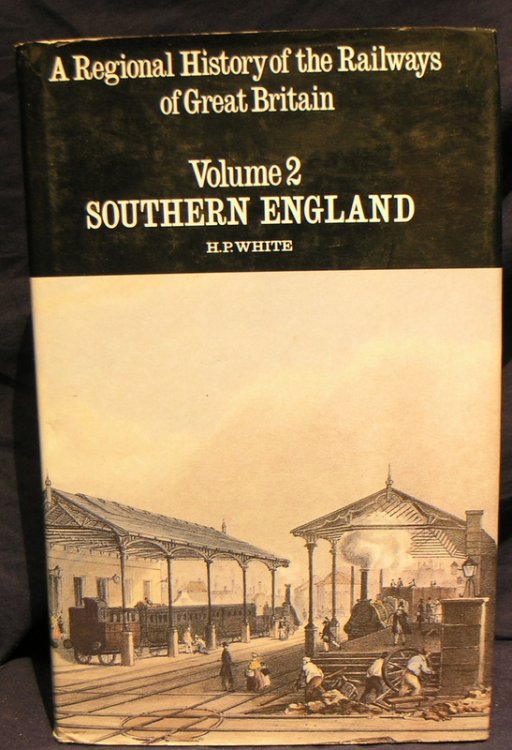 A Regional History of the Railways
of Great Britain
Volume 2
SOUTHERN ENGLAND
H.P. WHITE